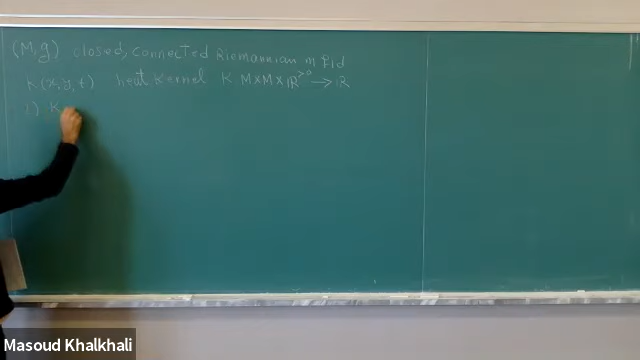 (M,g) closed, connected Riemannian m fld
K(x,y,t) heat kernel K M×M×ℝ^{>0} → ℝ
1) K
Masoud Khalkhali